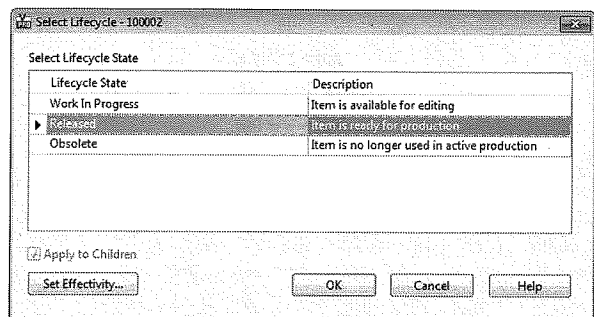 Select Lifecycle - 100002
Select Lifecycle State
Lifecycle State Description
Work In Progress Item is available for editing
Released Item is ready for production
Obsolete Item is no longer used in active production
Apply to Children
Set Effectivity... OK Cancel Help